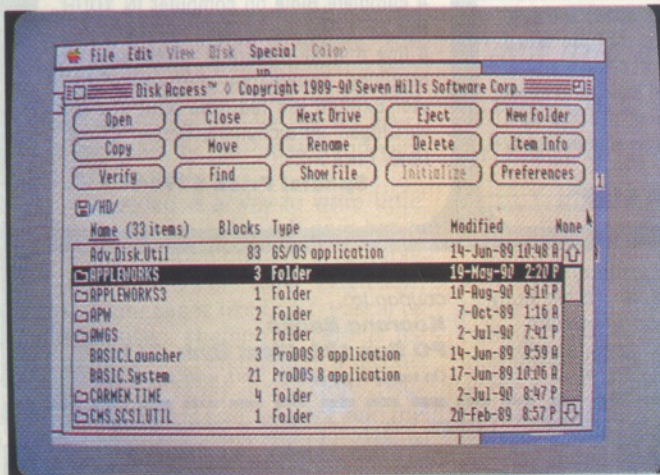 File Edit View Disk Special Color
Disk Access™ ◊ Copyright 1989-90 Seven Hills Software Corp.
Open Close Next Drive Eject New Folder
Copy Move Rename Delete Item Info
Verify Find Show File Initialize Preferences
/HD/
Name (33 items) Blocks Type Modified None
Adv.Disk.Util 83 GS/OS application 14-Jun-89 10:48 A
APPLEWORKS 3 Folder 19-May-90 2:20 P
APPLEWORKS3 1 Folder 10-Aug-90 9:10 P
APW 2 Folder 7-Oct-89 1:16 A
AWGS 2 Folder 2-Jul-90 7:41 P
BASIC.Launcher 3 ProDOS 8 application 14-Jun-89 9:59 A
BASIC.System 21 ProDOS 8 application 17-Jun-89 10:06 A
CARMEN.TIME 4 Folder 2-Jul-90 8:47 P
CMS.SCSI.UTIL 1 Folder 20-Feb-89 8:57 P